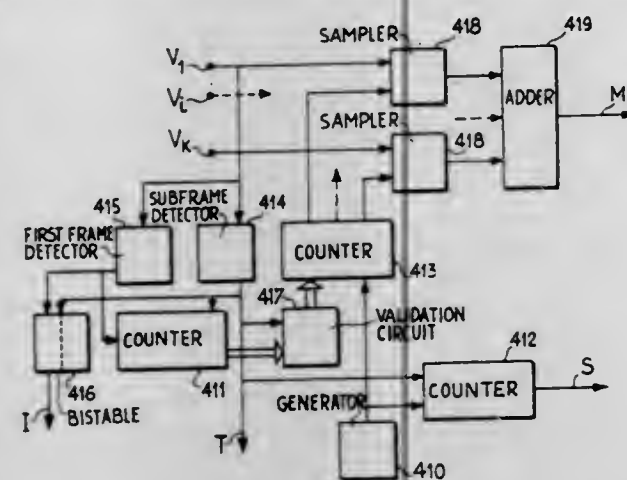 SAMPLER 418
419
V1
Vi
ADDER
M
SAMPLER
418
VK
SUBFRAME
DETECTOR 414
415
FIRST FRAME
DETECTOR
COUNTER
413
417
VALIDATION
CIRCUIT
COUNTER
412
COUNTER
S
416
411
I
BISTABLE
T
GENERATOR
410